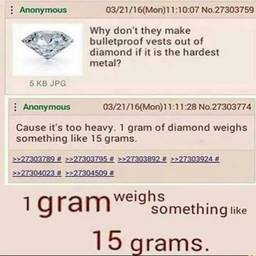 Anonymous 03/21/16(Mon)11:10:07 No.27303759
Why don't they make
bulletproof vests out of
diamond if it is the hardest
metal?
5 KB JPG
Anonymous 03/21/16(Mon)11:11:28 No.27303774
Cause it's too heavy. 1 gram of diamond weighs
something like 15 grams.
>>27303789 # >>27303795 # >>27303892 # >>27303924 #
>>27304023 # >>27304509 #
1 gram weighs
something like
15 grams.